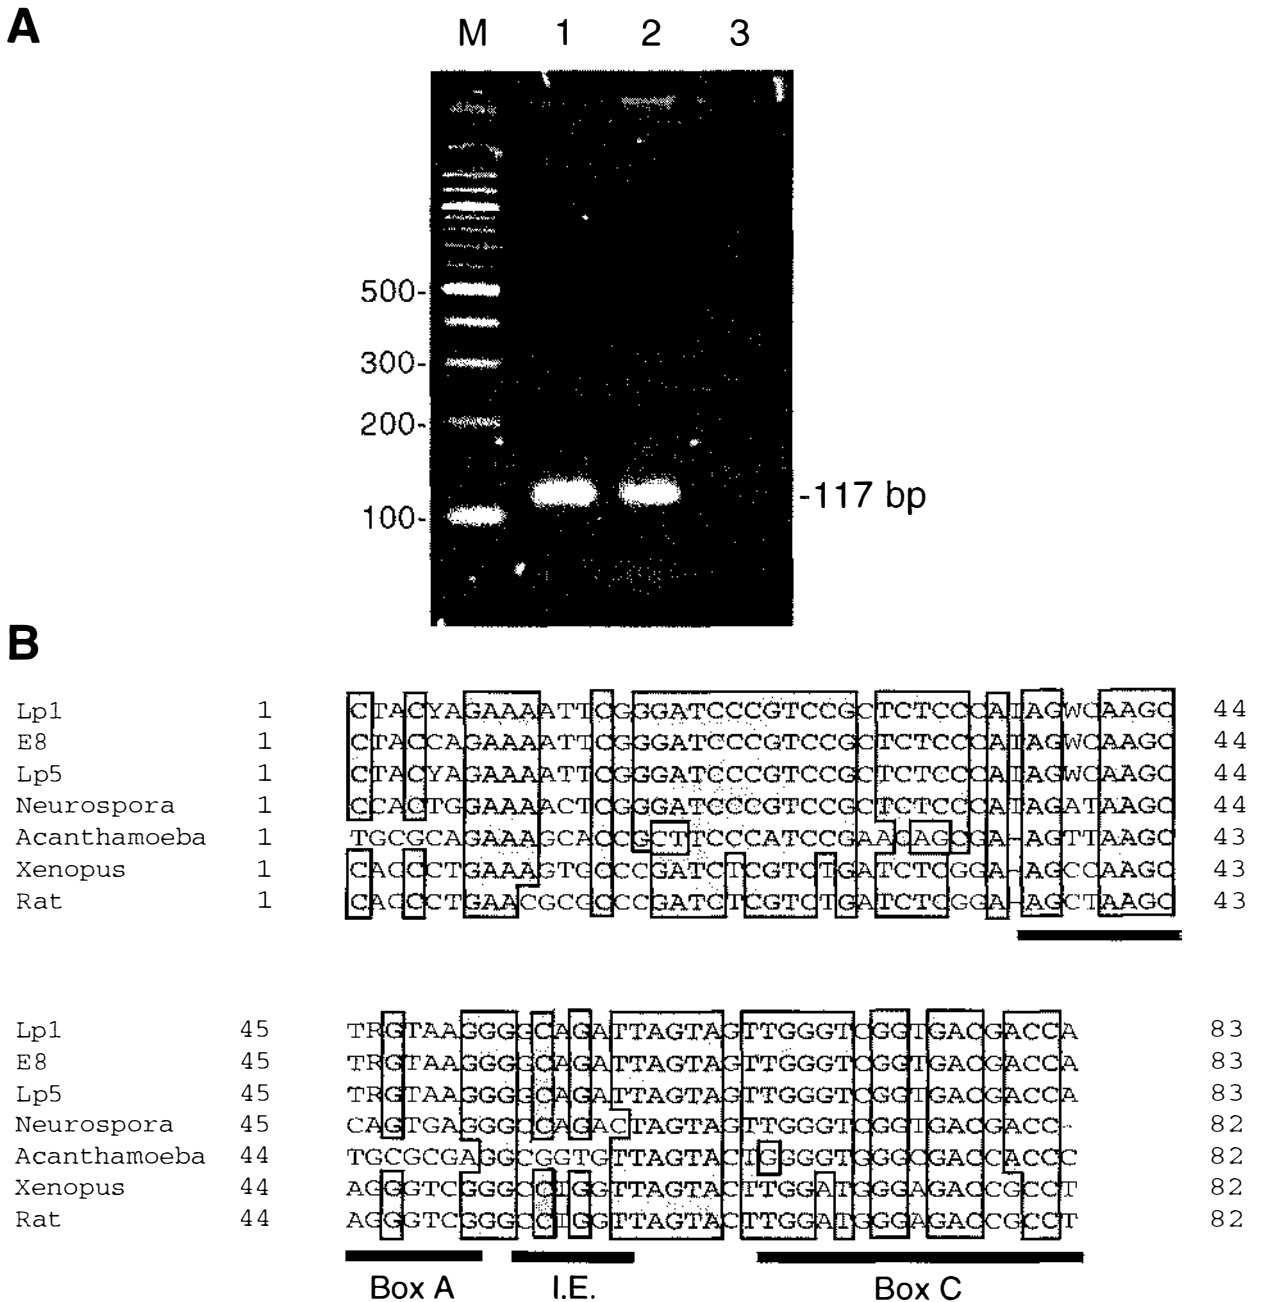 A
M 1 2 3
500-
300-
200-
-117 bp
100-
B
Lp1 1 CTACYAGAAAATTCGGGATCCCGTCCGCTCTCCCATAGWCAAGC 44
E8 1 CTACCAGAAAATTCGGGATCCCGTCCGCTCTCCCATAGWCAAGC 44
Lp5 1 CTACYAGAAAATTCGGGATCCCGTCCGCTCTCCCATAGWCAAGC 44
Neurospora 1 CCACTGGAAAACTCGGGATCCCGTCCGCTCTCCCATAGATAAGC 44
Acanthamoeba 1 TGCGCAGAAAGCACCGCTTCCCATCCGAACAGCGA-AGTTAAGC 43
Xenopus 1 CAGCCTGAAAGTGCCCGATCTCGTCTGATCTCGGA-AGCCAAGC 43
Rat 1 CAGCCTGAACGCGCCCGATCTCGTCTGATCTCGGA-AGCTAAGC 43
Lp1 45 TRGTAAGGGGCAGATTAGTAGTTGGGTCGGTGACGACCA 83
E8 45 TRGTAAGGGGCAGATTAGTAGTTGGGTCGGTGACGACCA 83
Lp5 45 TRGTAAGGGGCAGATTAGTAGTTGGGTCGGTGACGACCA 83
Neurospora 45 CAGTGAGGGCCAGACTAGTAGTTGGGTCGGTGACGACC- 82
Acanthamoeba 44 TGCGCGAGGCGGTGTTAGTACTGGGGTGGGCGACCACCC 82
Xenopus 44 AGGGTCGGGCCTGGTTAGTACTTGGATGGGAGACCGCCT 82
Rat 44 AGGGTCGGGCCTGGTTAGTACTTGGATGGGAGACCGCCT 82
Box A I.E. Box C